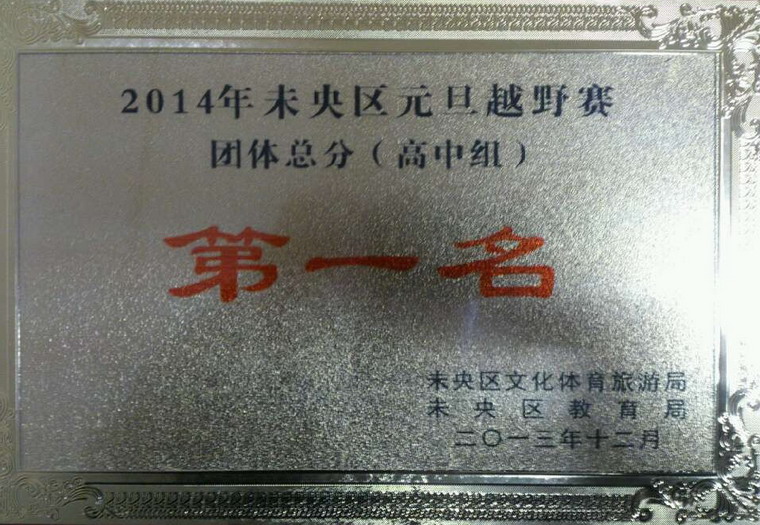 2014年未央区元旦越野赛
团体总分（高中组）
第一名
未央区文化体育旅游局
未央区教育局
二〇一三年十二月